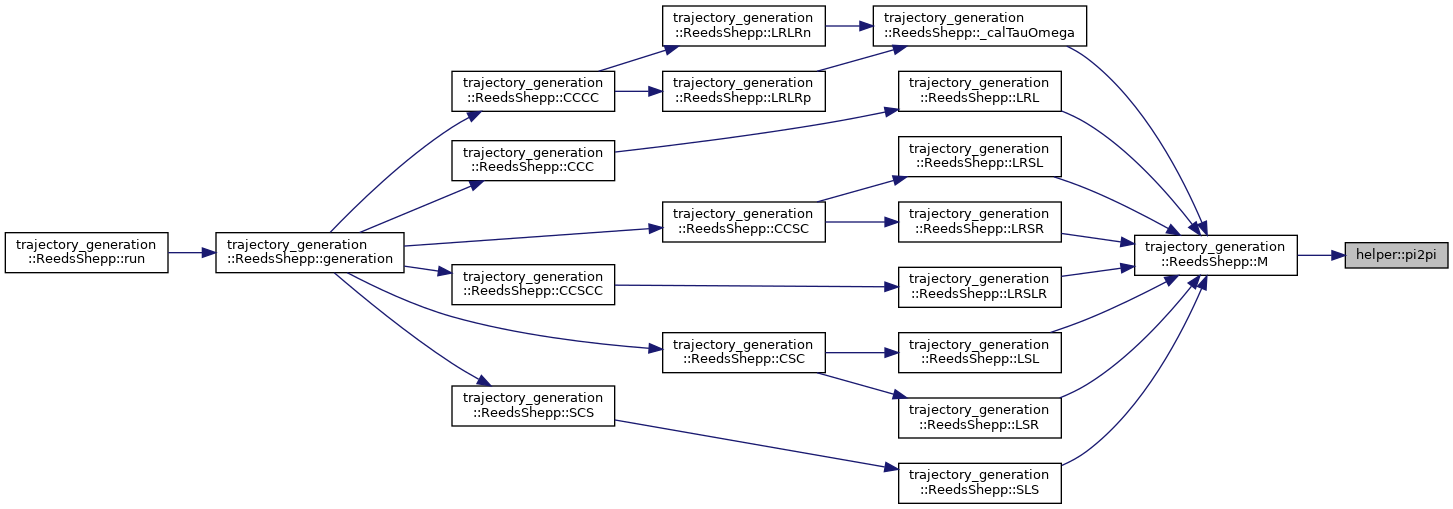 trajectory_generation
::ReedsShepp::run
trajectory_generation
::ReedsShepp::generation
trajectory_generation
::ReedsShepp::CCCC
trajectory_generation
::ReedsShepp::CCC
trajectory_generation
::ReedsShepp::CCSCC
trajectory_generation
::ReedsShepp::SCS
trajectory_generation
::ReedsShepp::LRLRn
trajectory_generation
::ReedsShepp::LRLRp
trajectory_generation
::ReedsShepp::CCSC
trajectory_generation
::ReedsShepp::CSC
trajectory_generation
::ReedsShepp::_calTauOmega
trajectory_generation
::ReedsShepp::LRL
trajectory_generation
::ReedsShepp::LRSL
trajectory_generation
::ReedsShepp::LRSR
trajectory_generation
::ReedsShepp::LRSLR
trajectory_generation
::ReedsShepp::LSL
trajectory_generation
::ReedsShepp::LSR
trajectory_generation
::ReedsShepp::SLS
trajectory_generation
::ReedsShepp::M
helper::pi2pi